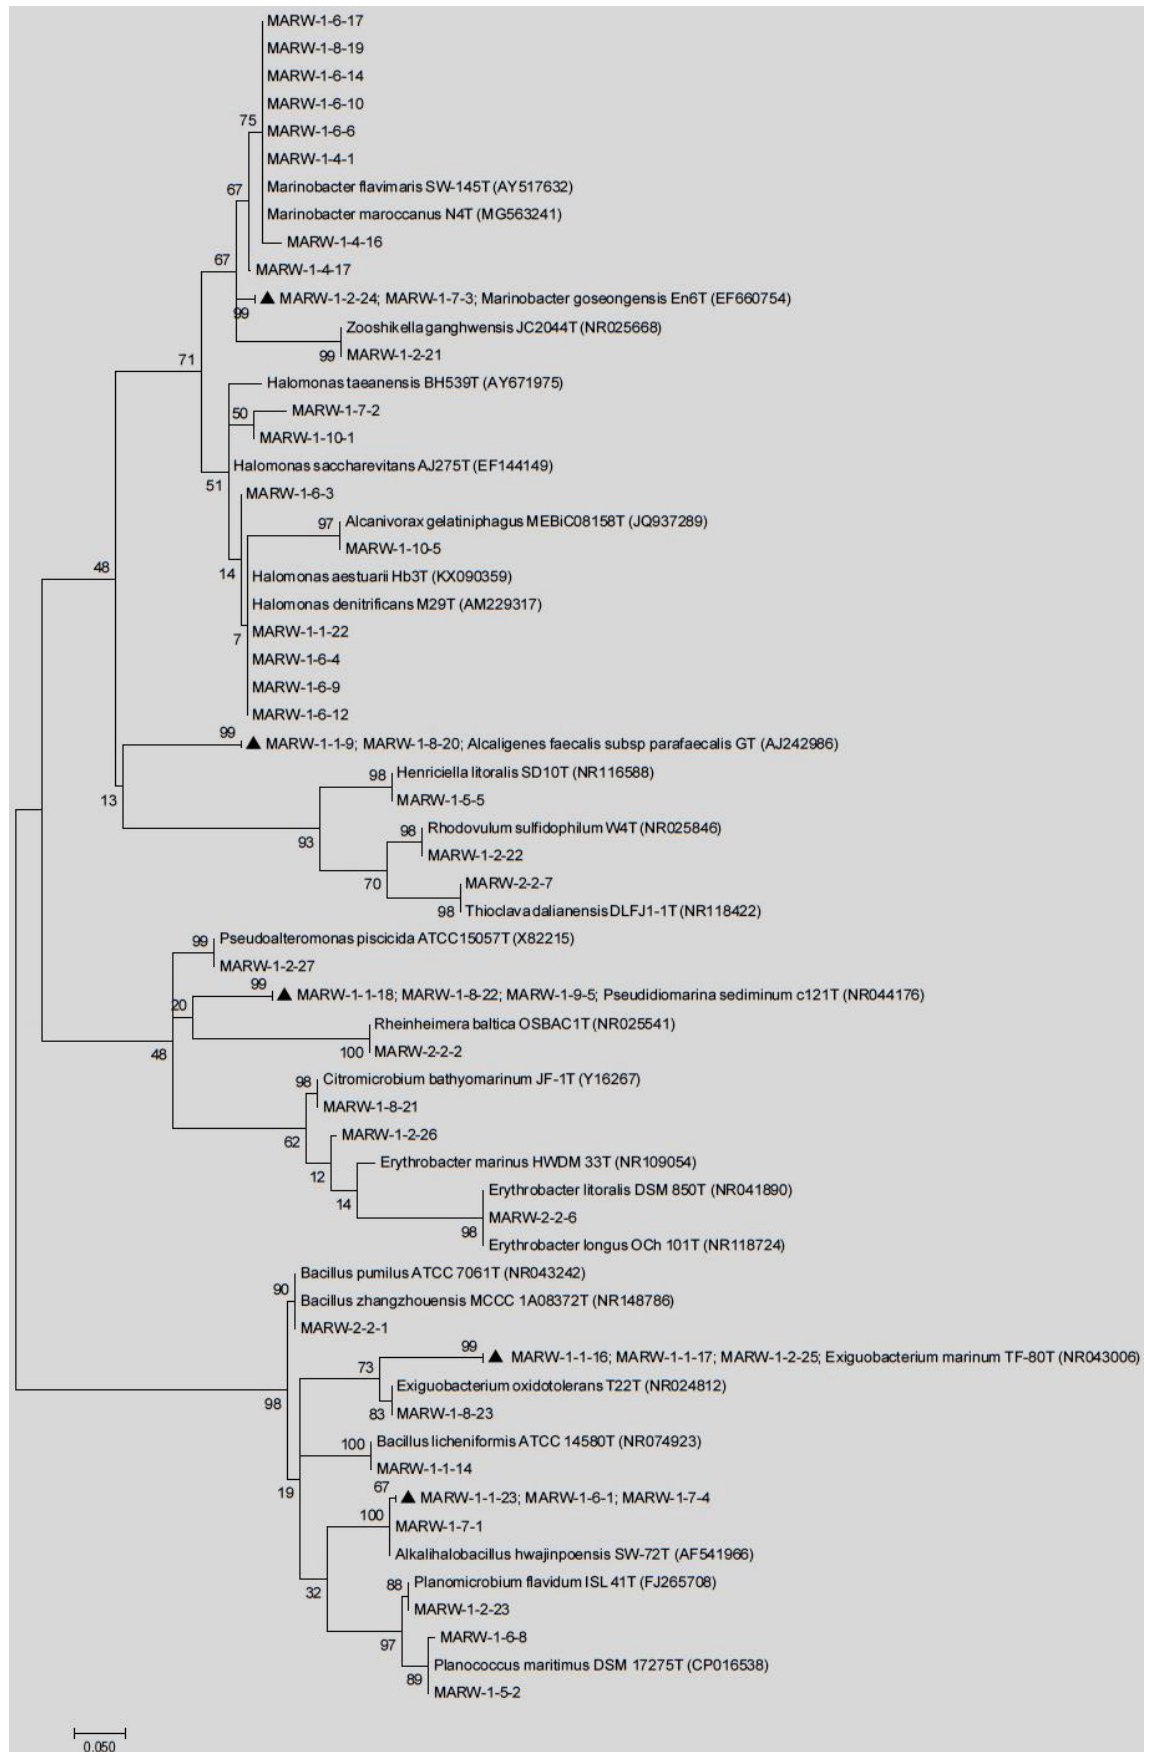 MARW-1-6-17
MARW-1-8-19
MARW-1-6-14
MARW-1-6-10
75
MARW-1-6-6
MARW-1-4-1
67
Marinobacter flavimaris SW-145T (AY517632)
Marinobacter maroccanus N4T (MG563241)
MARW-1-4-16
67
MARW-1-4-17
MARW-1-2-24; MARW-1-7-3; Marinobacter goseongensis En6T (EF660754)
99
Zooshikella ganghwensis JC2044T (NR025668)
99
MARW-1-2-21
71
Halomonas taeanensis BH539T (AY671975)
50
MARW-1-7-2
MARW-1-10-1
Halomonas saccharevitans AJ275T (EF144149)
51
MARW-1-6-3
97
Alcanivorax gelatiniphagus MEBiC08158T (JQ937289)
MARW-1-10-5
48
14
Halomonas aestuarii Hb3T (KX090359)
Halomonas denitrificans M29T (AM229317)
MARW-1-1-22
7
MARW-1-6-4
MARW-1-6-9
MARW-1-6-12
99
MARW-1-1-9; MARW-1-8-20; Alcaligenes faecalis subsp parafaecalis GT (AJ242986)
98
Henriciella litoralis SD10T (NR116588)
13
MARW-1-5-5
98
Rhodovulum sulfidophilum W4T (NR025846)
93
MARW-1-2-22
70
MARW-2-2-7
98
Thioclava dalianensis DLFJ1-1T (NR118422)
99
Pseudoalteromonas piscicida ATCC15057T (X82215)
MARW-1-2-27
99
MARW-1-1-18; MARW-1-8-22; MARW-1-9-5; Pseudidiomarina sediminum c121T (NR044176)
20
Rheinheimera baltica OSBAC1T (NR025541)
48
100
MARW-2-2-2
98
Citromicrobium bathyomarinum JF-1T (Y16267)
MARW-1-8-21
62
MARW-1-2-26
12
Erythrobacter marinus HWDM 33T (NR109054)
14
Erythrobacter litoralis DSM 850T (NR041890)
MARW-2-2-6
98
Erythrobacter longus OCh 101T (NR118724)
Bacillus pumilus ATCC 7061T (NR043242)
90
Bacillus zhangzhouensis MCCC 1A08372T (NR148786)
MARW-2-2-1
99
MARW-1-1-16; MARW-1-1-17; MARW-1-2-25; Exiguobacterium marinum TF-80T (NR043006)
73
Exiguobacterium oxidotolerans T22T (NR024812)
98
83
MARW-1-8-23
100
Bacillus licheniformis ATCC 14580T (NR074923)
MARW-1-1-14
19
67
MARW-1-1-23; MARW-1-6-1; MARW-1-7-4
100
MARW-1-7-1
Alkalihalobacillus hwajinpoensis SW-72T (AF541966)
32
88
Planomicrobium flavidum ISL 41T (FJ265708)
MARW-1-2-23
97
MARW-1-6-8
89
Planococcus maritimus DSM 17275T (CP016538)
MARW-1-5-2
0.050